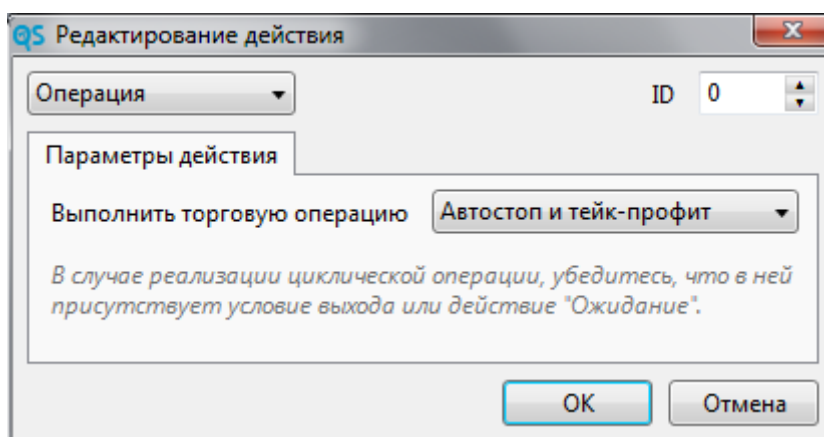 QS Редактирование действия
Операция ID 0
Параметры действия
Выполнить торговую операцию Автостоп и тейк-профит
В случае реализации циклической операции, убедитесь, что в ней
присутствует условие выхода или действие "Ожидание".
OK Отмена